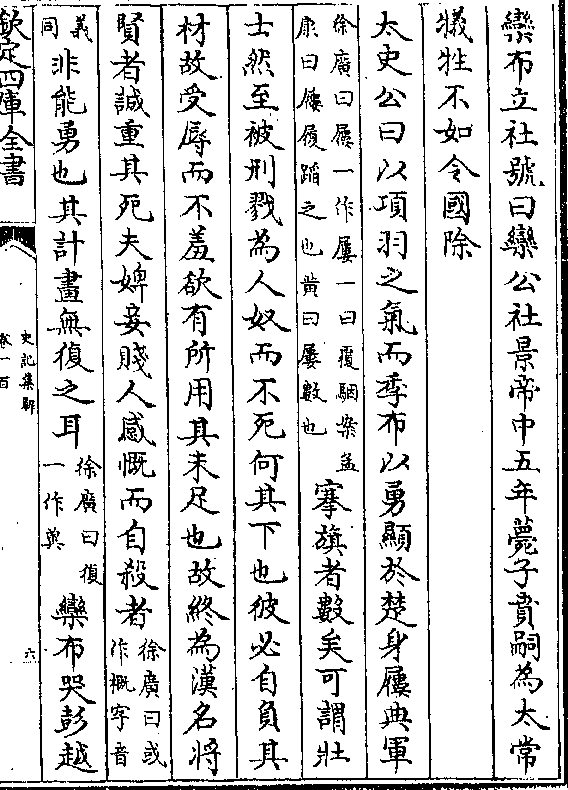 欒布立社號曰欒公社景帝中五年薨子賁嗣為太常
犧牲不如令國除
太史公曰以項羽之氣而季布以勇顯於楚身屨典軍
徐廣曰屨一作屢一曰覆駰案孟
康曰屨履蹈之也瓚曰屢數也
搴旗者數矣可謂壯
士然至被刑戮為人奴而不死何其下也彼必自負其
材故受辱而不羞欲有所用其未足也故終為漢名將
賢者誠重其死夫婢妾賤人感慨而自殺者
徐廣曰或
作概字音
義同
非能勇也其計畫無復之耳
徐廣曰復
一作冀
欒布哭彭越
欽定四庫全書
史記集解
卷一百
六